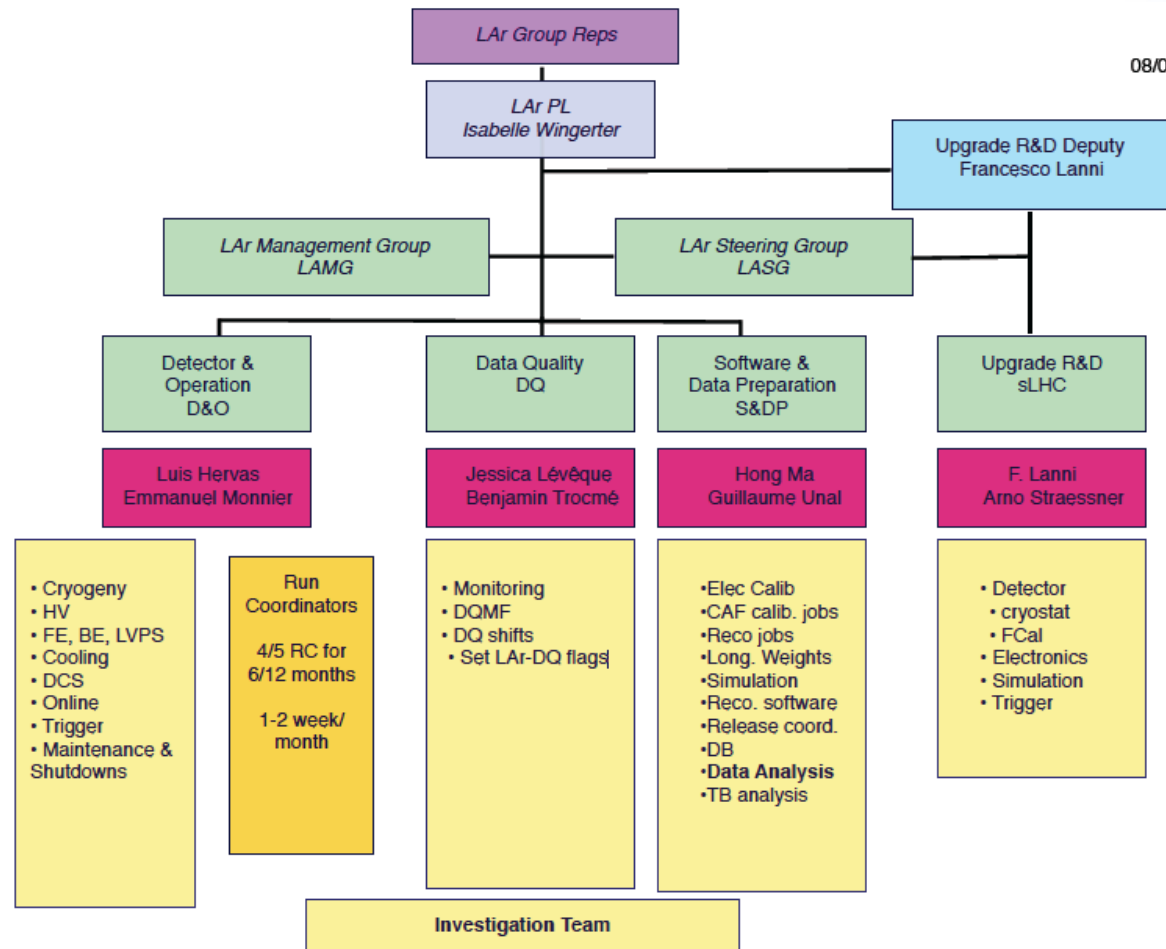 LAr Group Reps
08/0
LAr PL
Isabelle Wingerter
Upgrade R&D Deputy
Francesco Lanni
LAr Management Group
LAMG
LAr Steering Group
LASG
Detector &
Operation
D&O
Data Quality
DQ
Software &
Data Preparation
S&DP
Upgrade R&D
sLHC
Luis Hervas
Emmanuel Monnier
Jessica Lévêque
Benjamin Trocmé
Hong Ma
Guillaume Unal
F. Lanni
Arno Straessner
• Cryogeny
• HV
• FE, BE, LVPS
• Cooling
• DCS
• Online
• Trigger
• Maintenance &
Shutdowns
Run
Coordinators
4/5 RC for
6/12 months
1-2 week/
month
• Monitoring
• DQMF
• DQ shifts
• Set LAr-DQ flags
•Elec Calib
•CAF calib. jobs
•Reco jobs
•Long. Weights
•Simulation
•Reco. software
•Release coord.
•DB
•Data Analysis
•TB analysis
• Detector
• cryostat
• FCal
• Electronics
• Simulation
• Trigger
Investigation Team